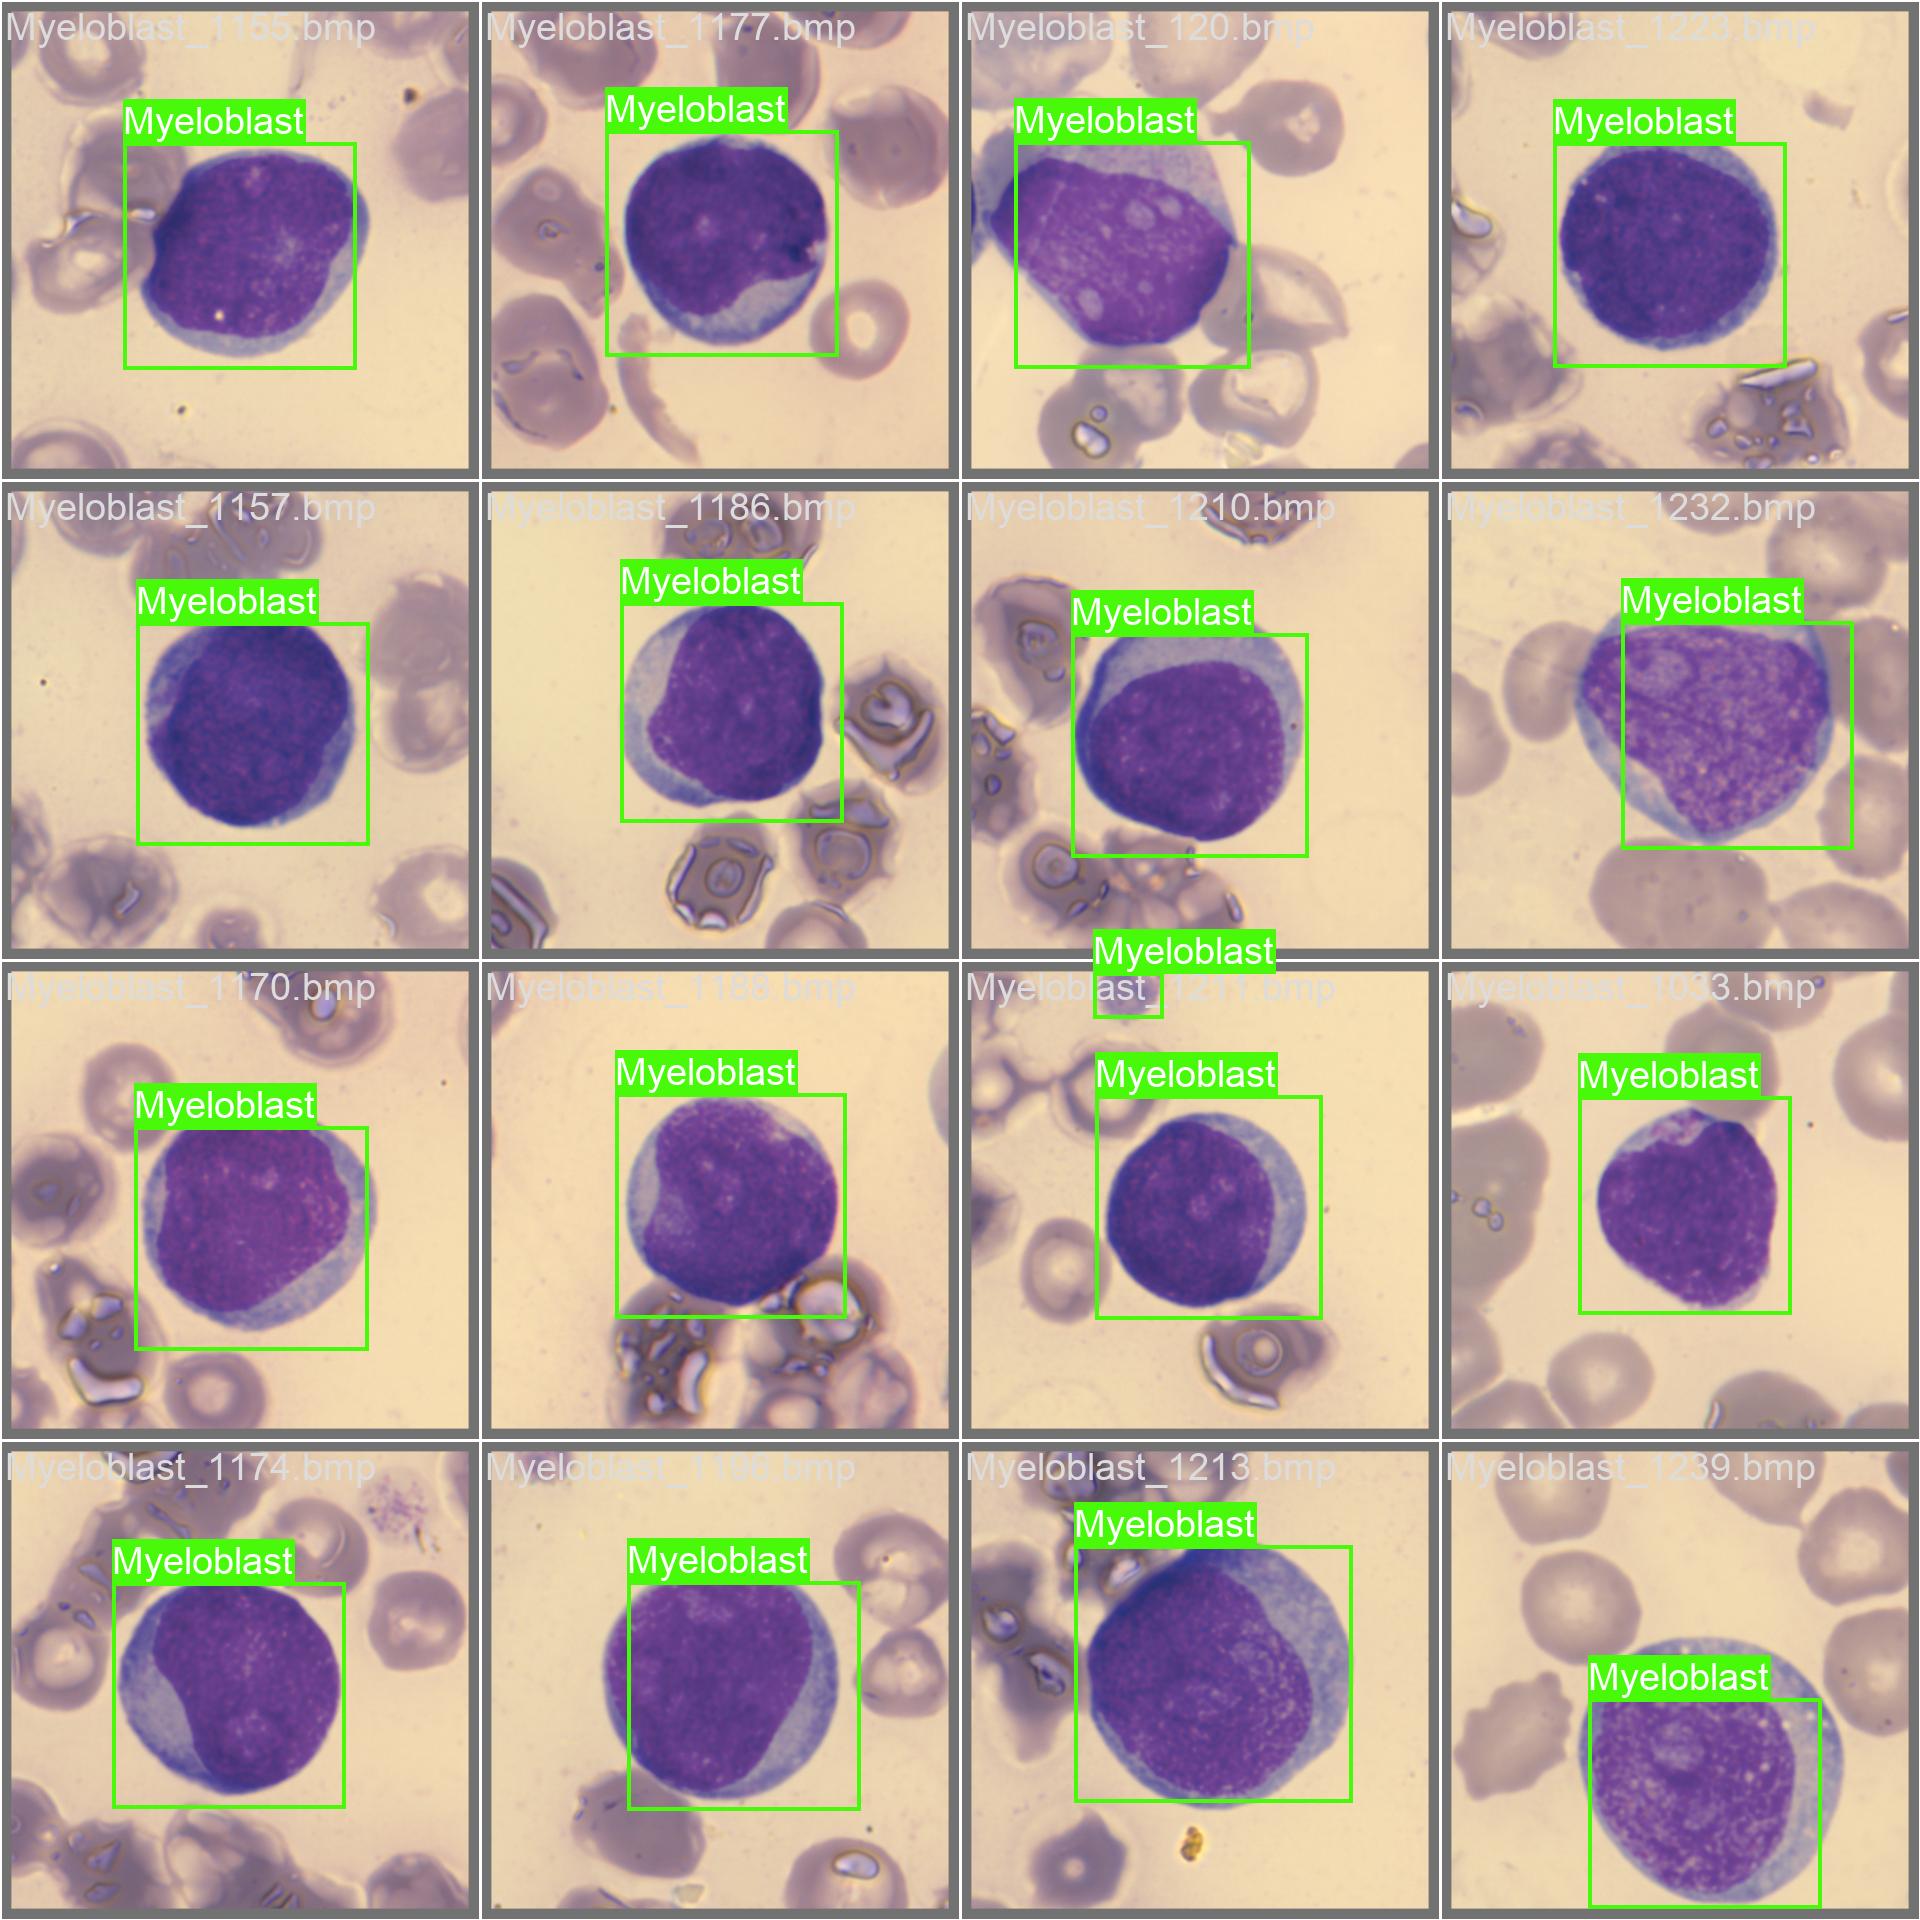 Myeloblast_1155.bmp
Myeloblast
Myeloblast_1177.bmp
Myeloblast
Myeloblast_120.bmp
Myeloblast
Myeloblast_1223.bmp
Myeloblast
Myeloblast_1157.bmp
Myeloblast
Myeloblast_1186.bmp
Myeloblast
Myeloblast_1210.bmp
Myeloblast
Myeloblast_1232.bmp
Myeloblast
Myeloblast_1170.bmp
Myeloblast
Myeloblast_1188.bmp
Myeloblast
Myeloblast
Myeloblast_1211.bmp
Myeloblast
Myeloblast_1033.bmp
Myeloblast
Myeloblast_1174.bmp
Myeloblast
Myeloblast_1196.bmp
Myeloblast
Myeloblast_1213.bmp
Myeloblast
Myeloblast_1239.bmp
Myeloblast